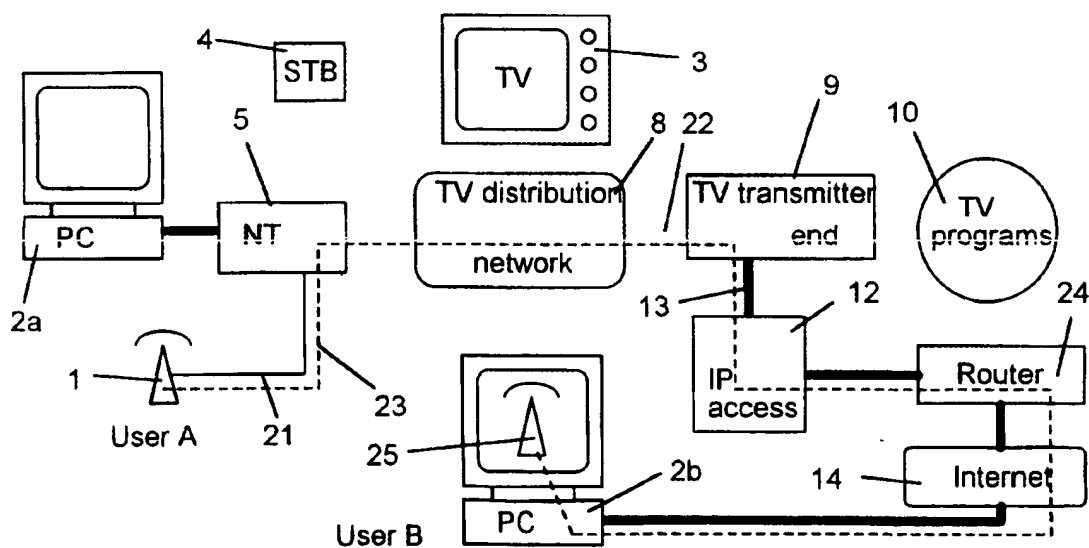 4
STB
TV
3
9
10
5
8
22
TV distribution
network
TV transmitter
end
TV
programs
PC
NT
2a
13
12
24
1
21
23
User A
IP
access
Router
25
2b
14
Internet
PC
User B